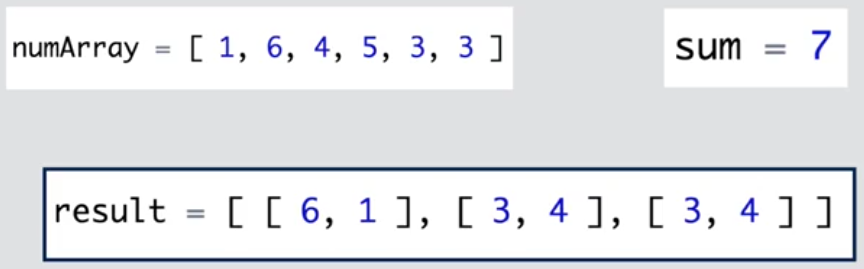 numArray = [ 1, 6, 4, 5, 3, 3 ]
sum = 7
result = [ [ 6, 1 ], [ 3, 4 ], [ 3, 4 ] ]